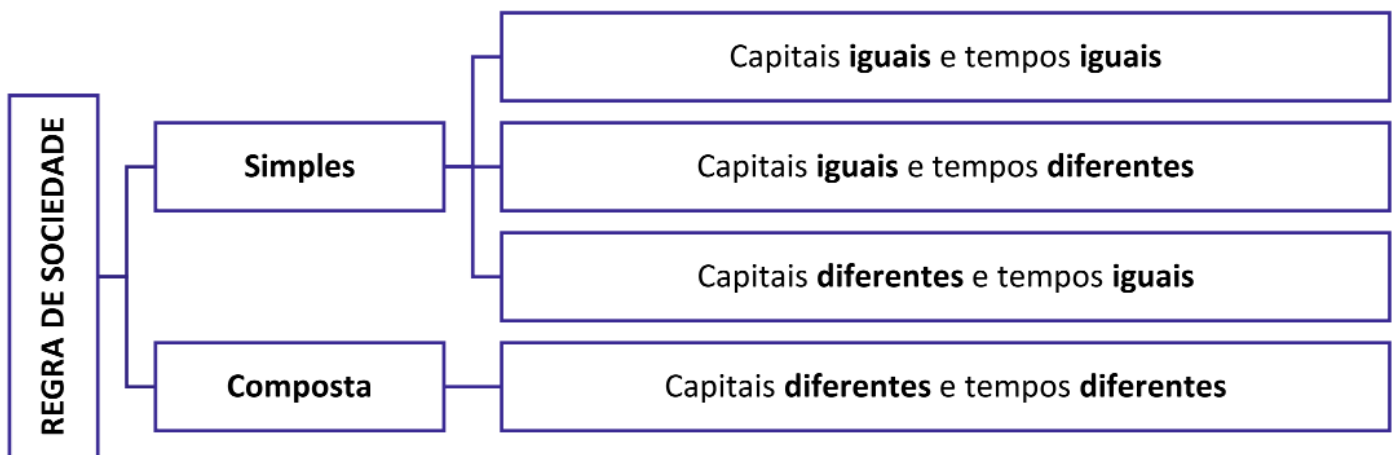 REGRA DE SOCIEDADE
Simples
Capitais iguais e tempos iguais
Capitais iguais e tempos diferentes
Capitais diferentes e tempos iguais
Composta
Capitais diferentes e tempos diferentes